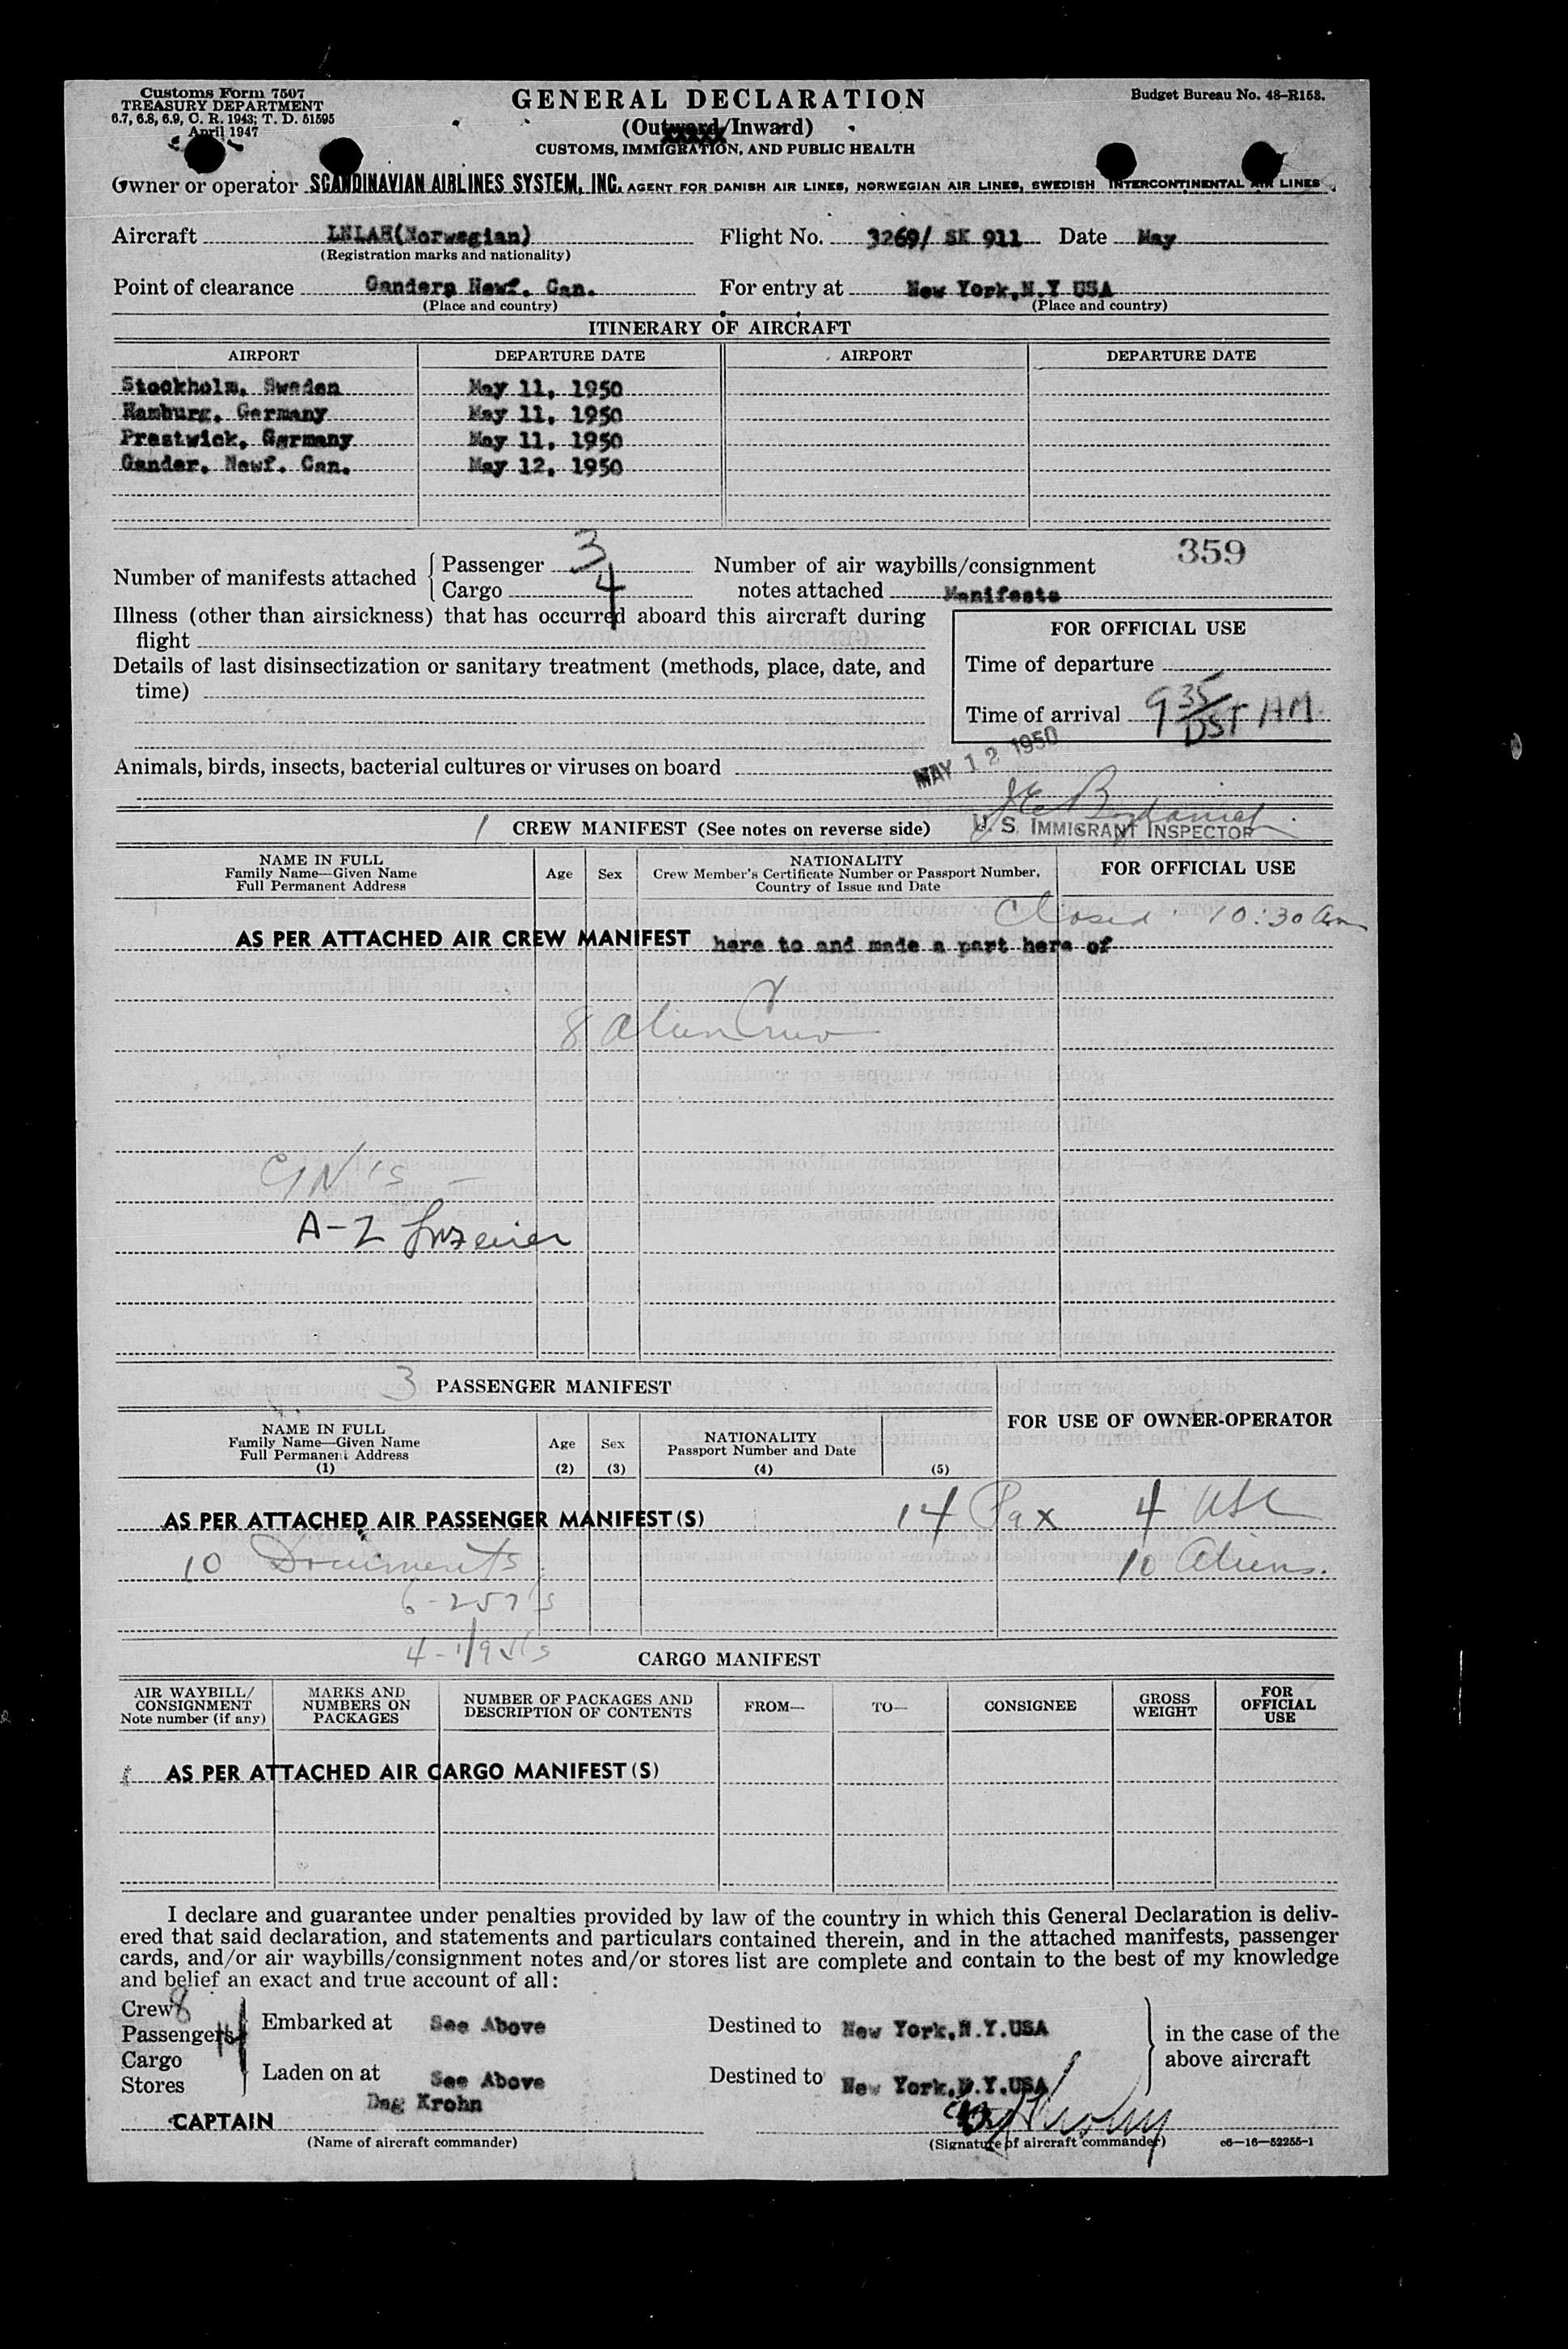 Customs Form 7507
TREASURY DEPARTMENT
6.7, 6.8, 6.9, C. R. 1943; T. D. 51595
April 1947
GENERAL DECLARATION
(Outward/Inward)
CUSTOMS, IMMIGRATION, AND PUBLIC HEALTH
Budget Bureau No. 48-R158.
Owner or operator SCANDINAVIAN AIRLINES SYSTEM, INC. AGENT FOR DANISH AIR LINES, NORWEGIAN AIR LINES, SWEDISH INTERCONTINENTAL AIR LINES
Aircraft (Norwegian) Flight No. 3269/ SK 911 Date May
(Registration marks and nationality)
Point of clearance Ganderp Newf. Can. For entry at New York,N.Y USA
(Place and country) (Place and country)
ITINERARY OF AIRCRAFT
AIRPORT DEPARTURE DATE AIRPORT DEPARTURE DATE
Stockholm, Sweden May 11, 1950
Hamburg, Germany May 11, 1950
Prestwick, Germany May 11, 1950
Gander, Newf. Can. May 12, 1950
359
Number of manifests attached { Passenger 3
Cargo 4
Number of air waybills/consignment
notes attached Manifests
Illness (other than airsickness) that has occurred aboard this aircraft during
flight
Details of last disinsectization or sanitary treatment (methods, place, date, and
time)
FOR OFFICIAL USE
Time of departure
Time of arrival 9 35 DST AM
MAY 12 1950
Animals, birds, insects, bacterial cultures or viruses on board
U. S. IMMIGRANT INSPECTOR
1 CREW MANIFEST (See notes on reverse side)
NAME IN FULL
Family Name—Given Name
Full Permanent Address
Age Sex
NATIONALITY
Crew Member's Certificate Number or Passport Number,
Country of Issue and Date
FOR OFFICIAL USE
Closed 10:30 am
AS PER ATTACHED AIR CREW MANIFEST here to and made a part here of
8 Alien Crew
A-Z
3 PASSENGER MANIFEST
NAME IN FULL
Family Name—Given Name
Full Permanent Address
(1)
Age
(2)
Sex
(3)
NATIONALITY
Passport Number and Date
(4)
(5)
FOR USE OF OWNER-OPERATOR
AS PER ATTACHED AIR PASSENGER MANIFEST(S) 14 Pax 4 USC
10 Documents 10 Aliens.
6-257's
4-
CARGO MANIFEST
AIR WAYBILL/
CONSIGNMENT
Note number (if any)
MARKS AND
NUMBERS ON
PACKAGES
NUMBER OF PACKAGES AND
DESCRIPTION OF CONTENTS
FROM— TO— CONSIGNEE
GROSS
WEIGHT
FOR
OFFICIAL
USE
AS PER ATTACHED AIR CARGO MANIFEST(S)
I declare and guarantee under penalties provided by law of the country in which this General Declaration is deliv-
ered that said declaration, and statements and particulars contained therein, and in the attached manifests, passenger
cards, and/or air waybills/consignment notes and/or stores list are complete and contain to the best of my knowledge
and belief an exact and true account of all:
Crew 8
Passengers 14
Cargo
Stores
Embarked at See Above Destined to New York,N.Y.USA
Laden on at See Above Destined to New York,N.Y.USA
in the case of the
above aircraft
Dag Krohn
CAPTAIN
(Name of aircraft commander) (Signature of aircraft commander) c6—16—52255-1